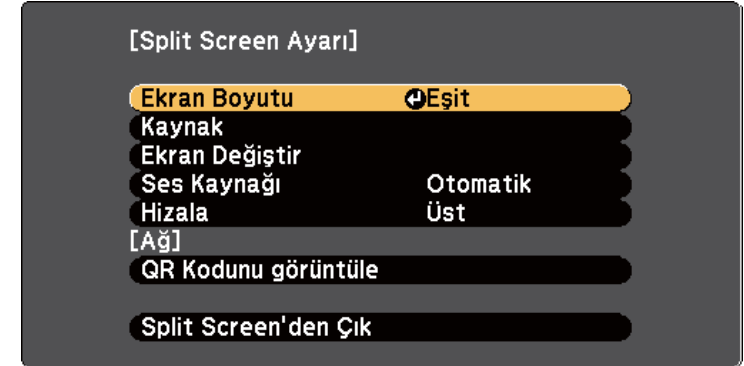 [Split Screen Ayarı]
Ekran Boyutu Eşit
Kaynak
Ekran Değiştir
Ses Kaynağı Otomatik
Hizala Üst
[Ağ]
QR Kodunu görüntüle
Split Screen'den Çık